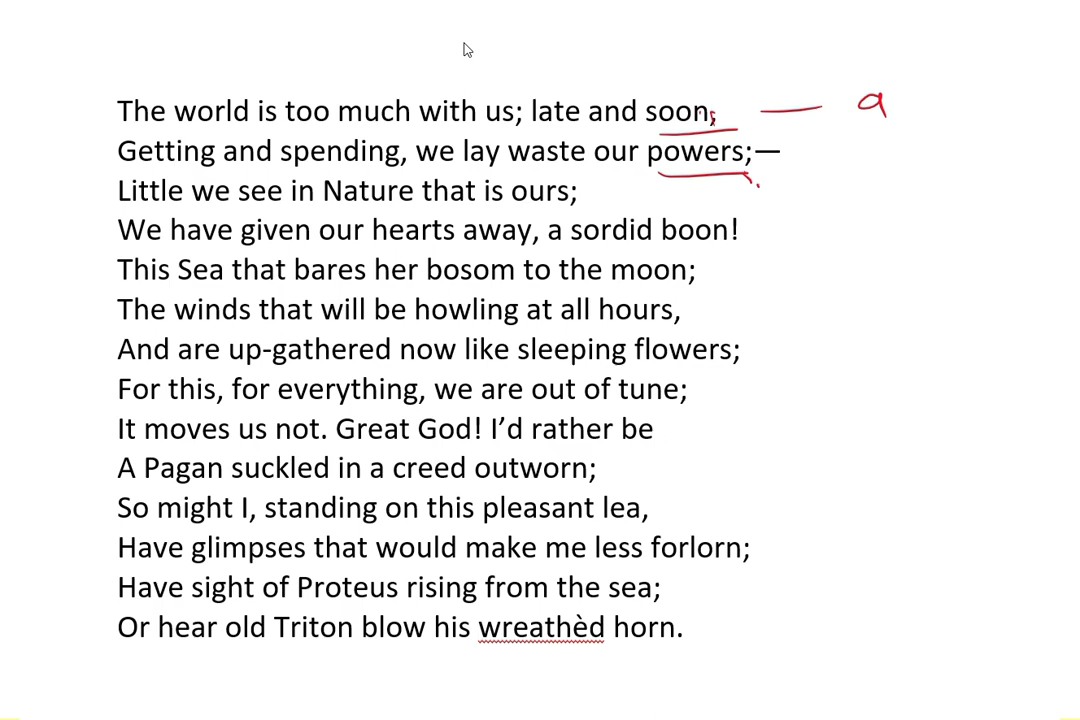 The world is too much with us; late and soon, — a
Getting and spending, we lay waste our powers;—
Little we see in Nature that is ours;
We have given our hearts away, a sordid boon!
This Sea that bares her bosom to the moon;
The winds that will be howling at all hours,
And are up-gathered now like sleeping flowers;
For this, for everything, we are out of tune;
It moves us not. Great God! I’d rather be
A Pagan suckled in a creed outworn;
So might I, standing on this pleasant lea,
Have glimpses that would make me less forlorn;
Have sight of Proteus rising from the sea;
Or hear old Triton blow his wreathèd horn.